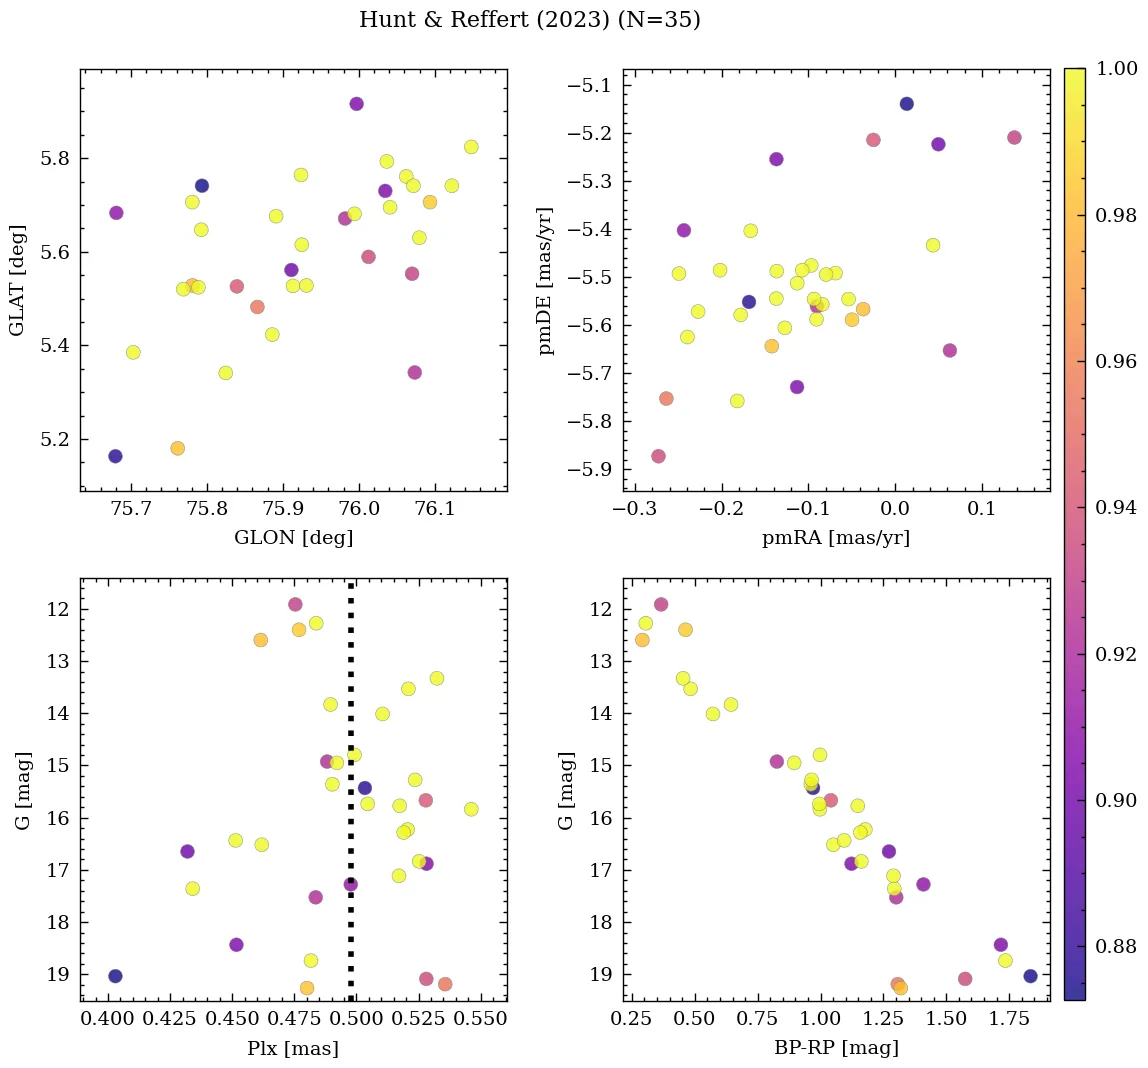 Hunt & Reffert (2023) (N=35)
5.8
5.6
5.4
5.2
GLAT [deg]
75.7 75.8 75.9 76.0 76.1
GLON [deg]
−5.1
−5.2
−5.3
−5.4
−5.5
−5.6
−5.7
−5.8
−5.9
pmDE [mas/yr]
−0.3 −0.2 −0.1 0.0 0.1
pmRA [mas/yr]
12
13
14
15
16
17
18
19
G [mag]
0.400 0.425 0.450 0.475 0.500 0.525 0.550
Plx [mas]
12
13
14
15
16
17
18
19
G [mag]
0.25 0.50 0.75 1.00 1.25 1.50 1.75
BP-RP [mag]
1.00
0.98
0.96
0.94
0.92
0.90
0.88